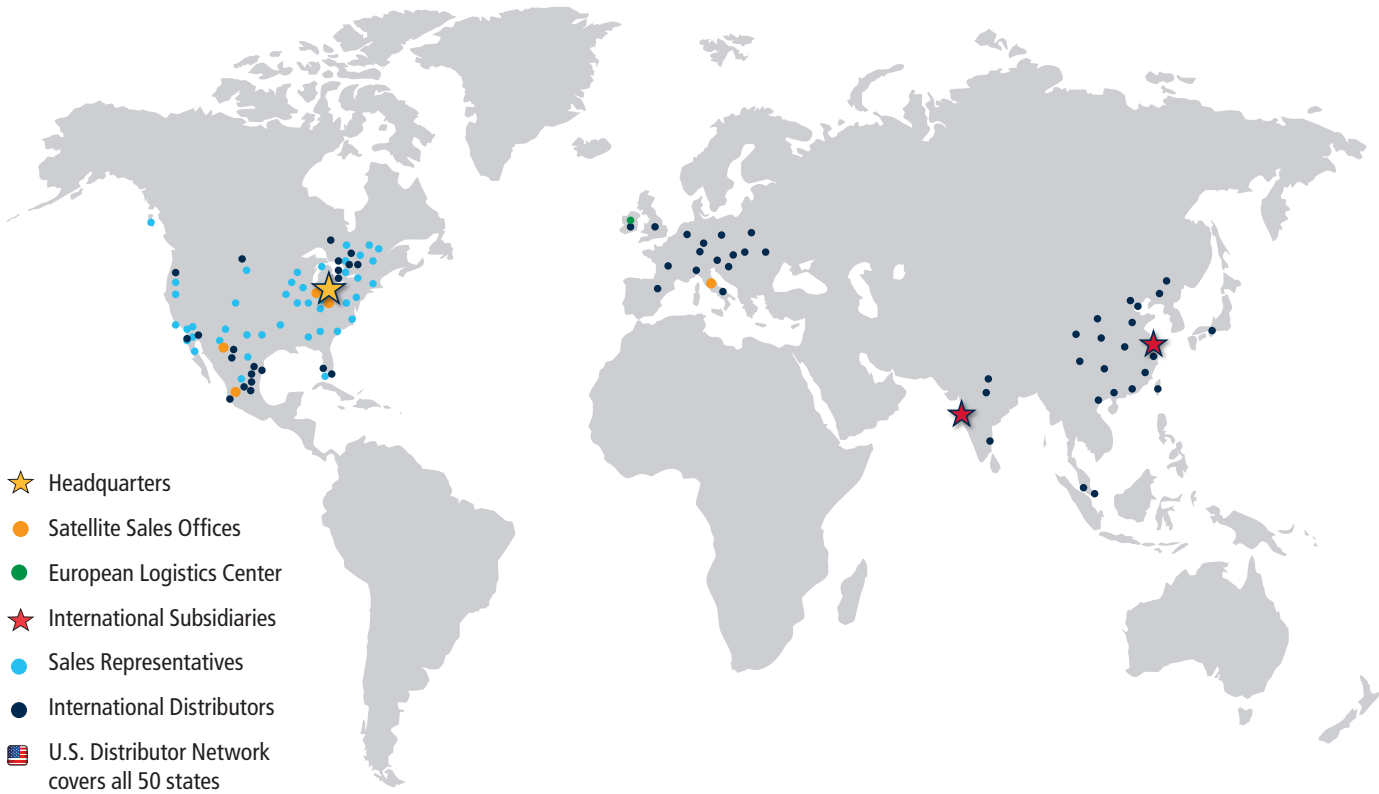 Headquarters
Satellite Sales Offices
European Logistics Center
International Subsidiaries
Sales Representatives
International Distributors
U.S. Distributor Network
covers all 50 states